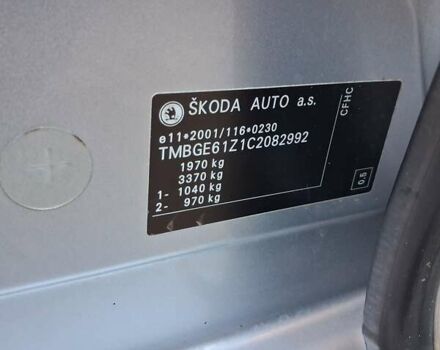 ŠKODA AUTO a.s.
e11*2001/116*0230
TMBGE61Z1C2082992
1970 kg
3370 kg
1- 1040 kg
2- 970 kg
CFHC
0.5